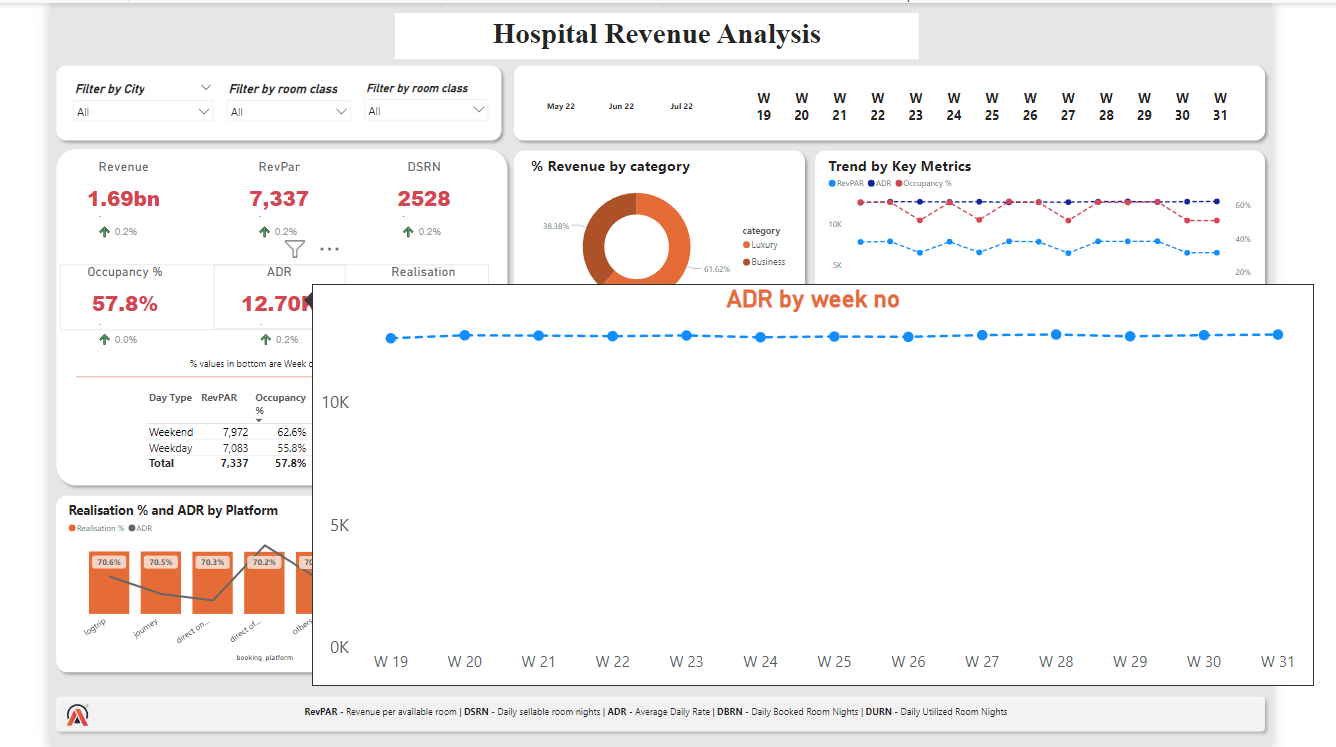 Hospital Revenue Analysis
Filter by City
All
Filter by room class
All
Filter by room class
All
May 22 Jun 22 Jul 22
W 19 W 20 W 21 W 22 W 23 W 24 W 25 W 26 W 27 W 28 W 29 W 30 W 31
Revenue RevPar DSRN
1.69bn 7,337 2528
0.2% 0.2% 0.2%
Occupancy % ADR Realisation
57.8% 12.70
0.0% 0.2%
% values in bottom are Week
Day Type RevPAR Occupancy %
Weekend 7,972 62.6%
Weekday 7,083 55.8%
Total 7,337 57.8%
% Revenue by category
38.38%
61.62%
category
Luxury
Business
Trend by Key Metrics
RevPAR ADR Occupancy %
10K
5K
60%
40%
20%
ADR by week no
10K
5K
0K
W 19 W 20 W 21 W 22 W 23 W 24 W 25 W 26 W 27 W 28 W 29 W 30 W 31
Realisation % and ADR by Platform
Realisation % ADR
70.6% 70.5% 70.3% 70.2% 70
logtrip journey direct on... direct of... others
booking_platform
RevPAR - Revenue per available room | DSRN - Daily sellable room nights | ADR - Average Daily Rate | DBRN - Daily Booked Room Nights | DURN - Daily Utilized Room Nights